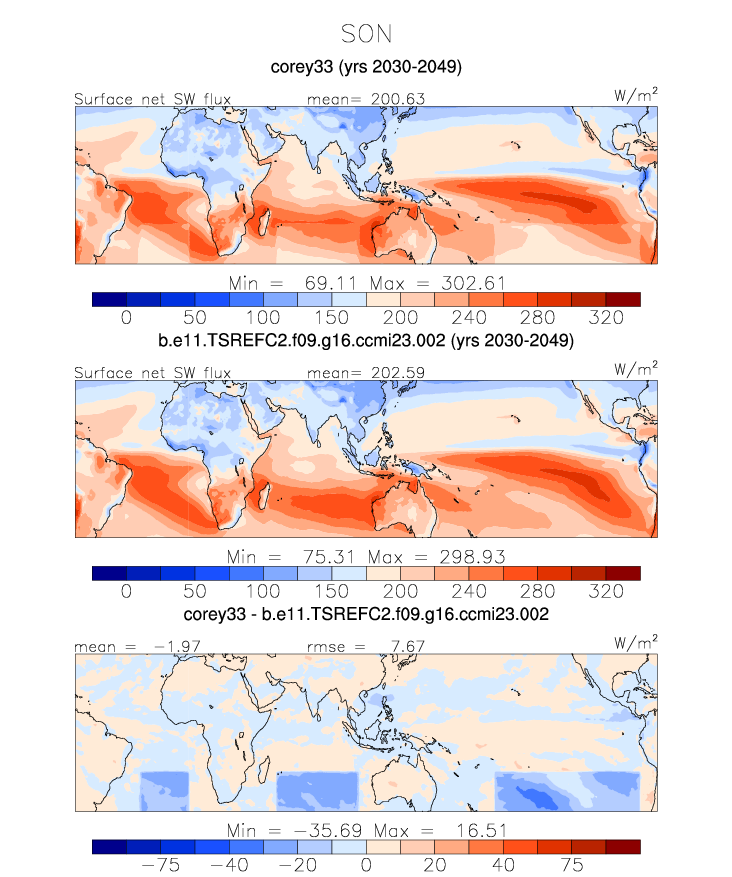 SON
corey33 (yrs 2030-2049)
Surface net SW flux mean= 200.63 W/m²
Min = 69.11 Max = 302.61
0 50 100 150 200 240 280 320
b.e11.TSREFC2.f09.g16.ccmi23.002 (yrs 2030-2049)
Surface net SW flux mean= 202.59 W/m²
Min = 75.31 Max = 298.93
0 50 100 150 200 240 280 320
corey33 - b.e11.TSREFC2.f09.g16.ccmi23.002
mean = −1.97 rmse = 7.67 W/m²
Min = −35.69 Max = 16.51
−75 −40 −20 0 20 40 75